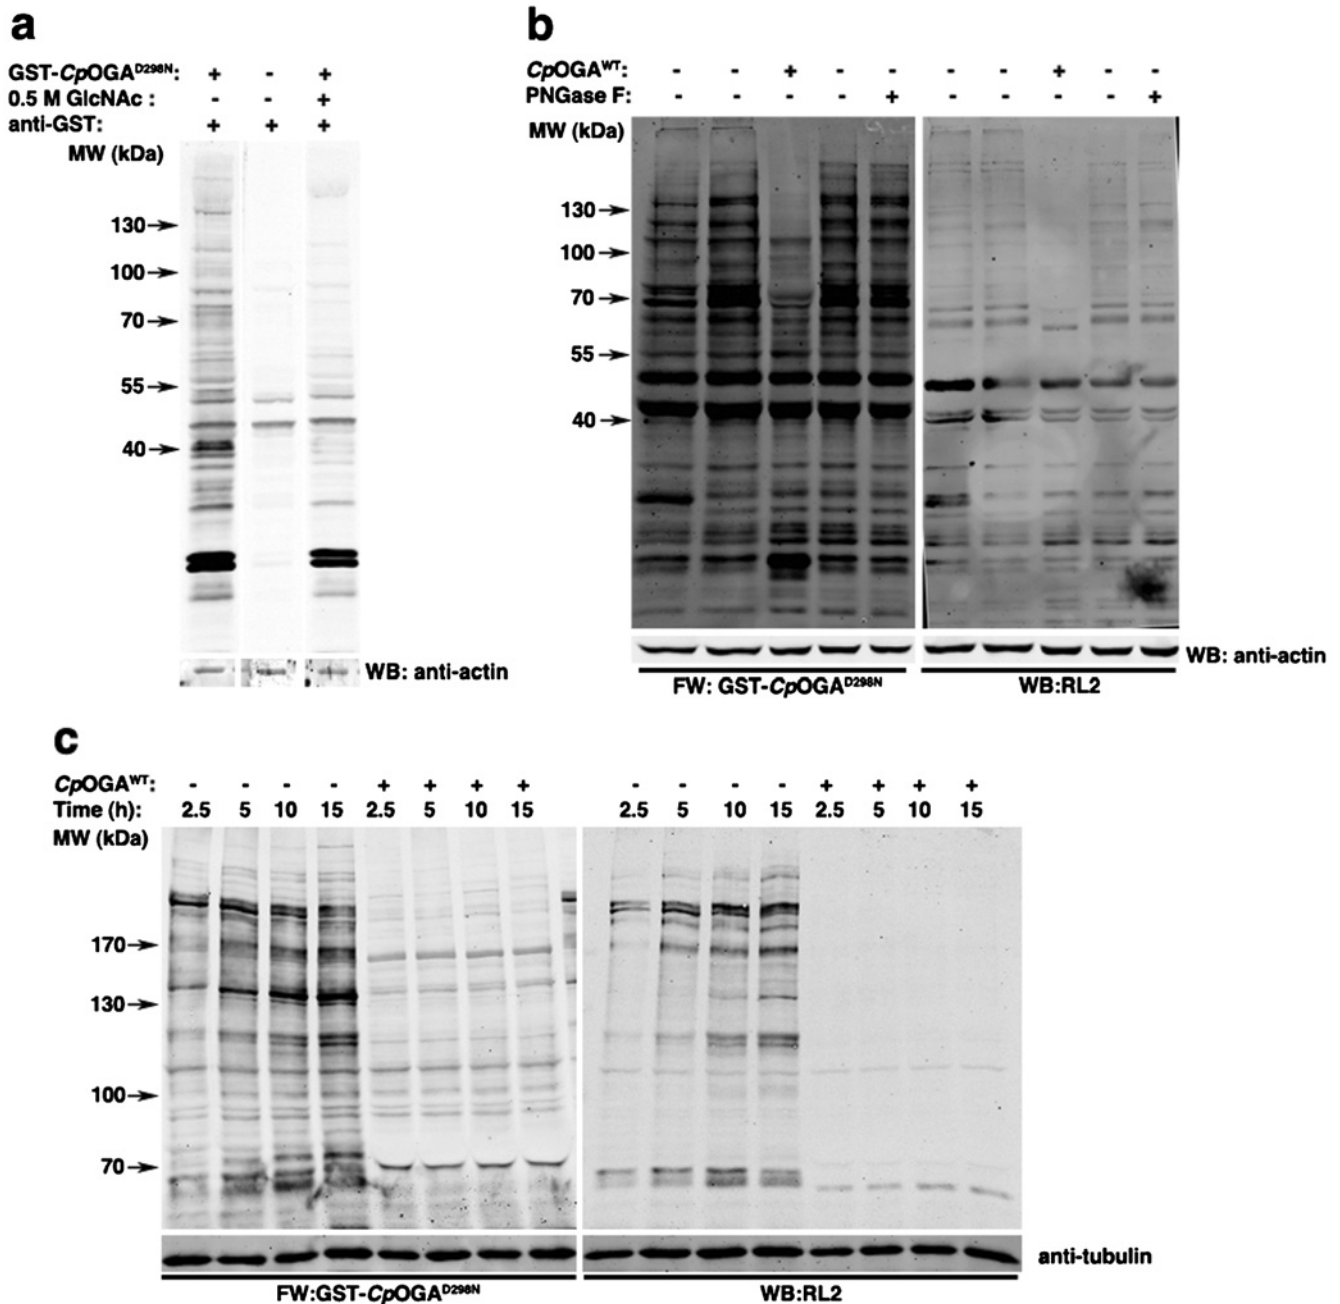 a
GST-CpOGAD298N: + - +
0.5 M GlcNAc : - - +
anti-GST: + + +
MW (kDa)
130
100
70
55
40
WB: anti-actin
b
CpOGAWT: - - + - - - - + - -
PNGase F: - - - - + - - - - +
MW (kDa)
130
100
70
55
40
WB: anti-actin
FW: GST-CpOGAD298N WB:RL2
c
CpOGAWT: - - - - + + + + - - - - + + + +
Time (h): 2.5 5 10 15 2.5 5 10 15 2.5 5 10 15 2.5 5 10 15
MW (kDa)
170
130
100
70
anti-tubulin
FW:GST-CpOGAD298N WB:RL2